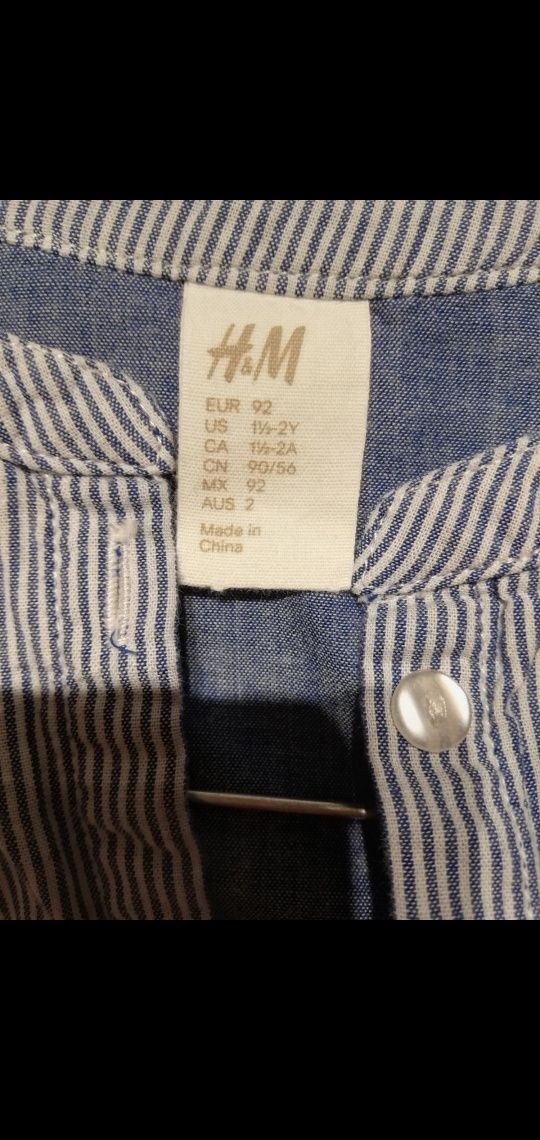 H&M
EUR 92
US 1½-2Y
CA 1½-2A
CN 90/56
MX 92
AUS 2
Made in
China